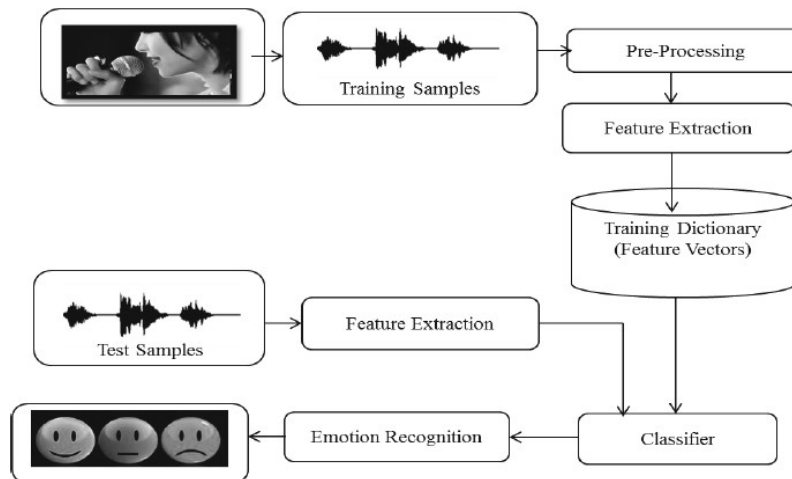 Training Samples
Pre-Processing
Feature Extraction
Training Dictionary
(Feature Vectors)
Test Samples
Feature Extraction
Emotion Recognition
Classifier